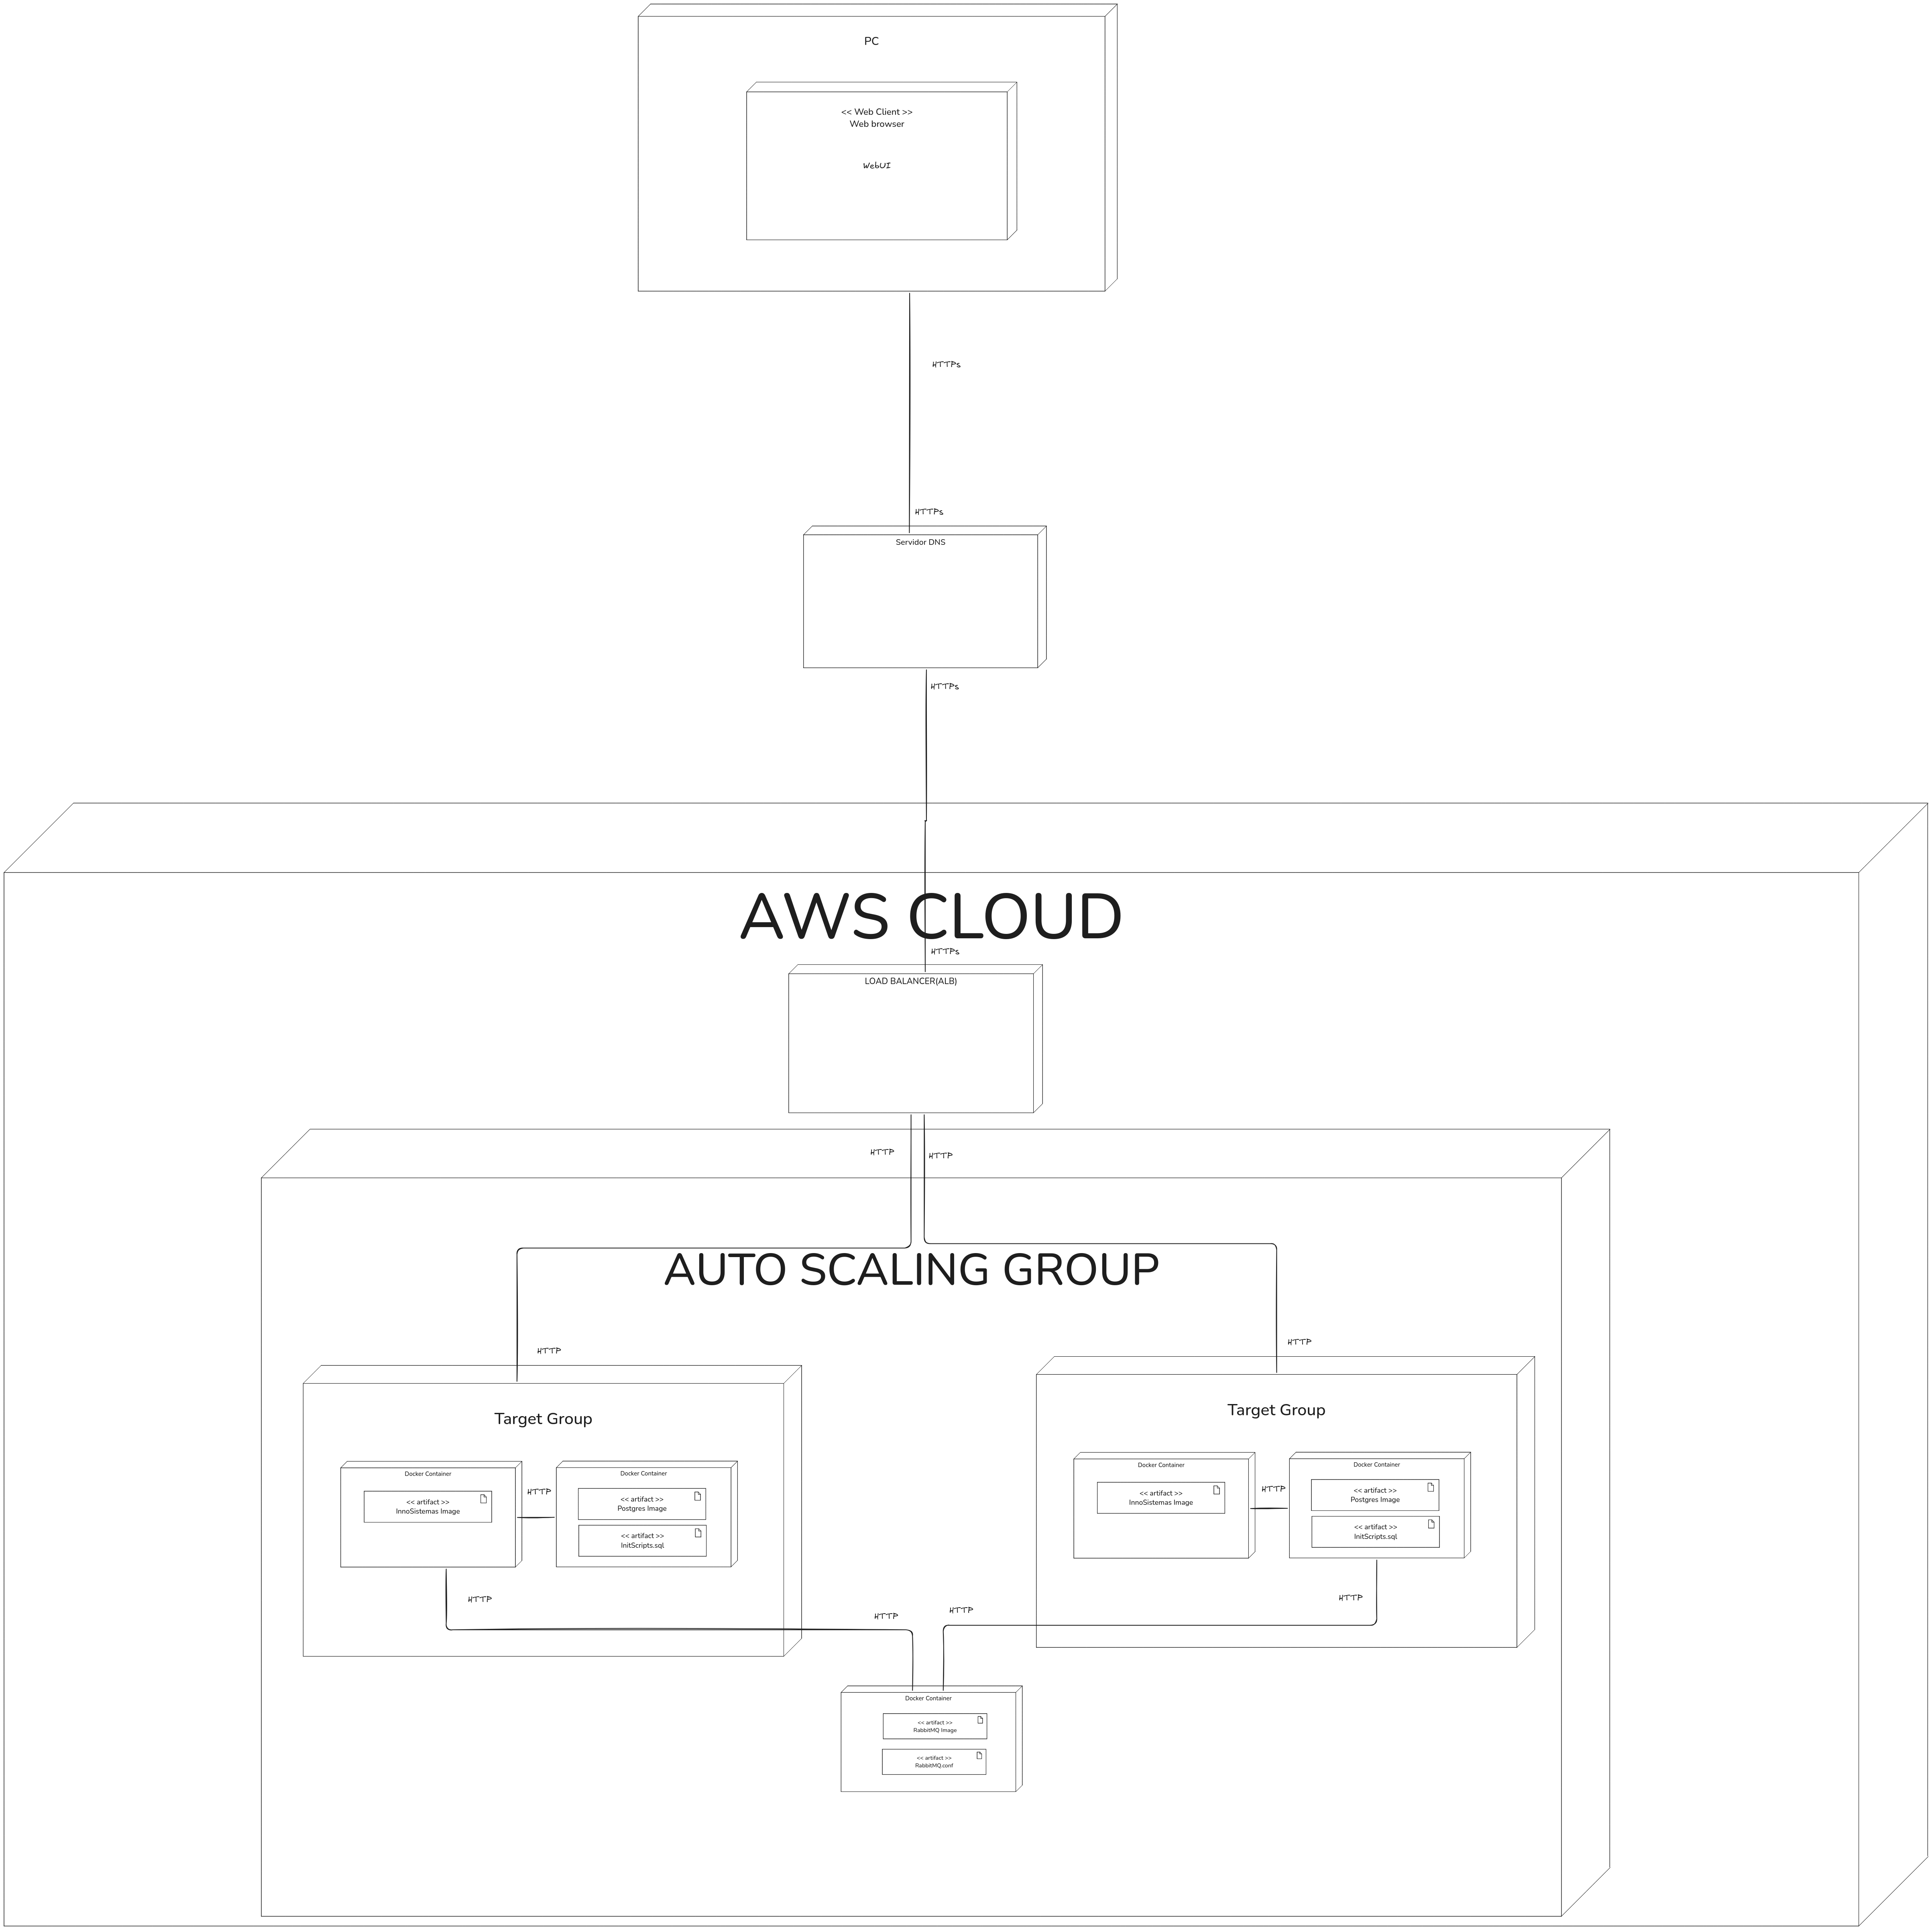 PC
<< Web Client >>
Web browser
WebUI
HTTPs
HTTPs
Servidor DNS
HTTPs
AWS CLOUD
HTTPs
LOAD BALANCER(ALB)
HTTP
HTTP
AUTO SCALING GROUP
HTTP
HTTP
Target Group
Docker Container
<< artifact >>
InnoSistemas Image
HTTP
Docker Container
<< artifact >>
Postgres Image
<< artifact >>
InitScripts.sql
HTTP
HTTP
Target Group
Docker Container
<< artifact >>
InnoSistemas Image
HTTP
Docker Container
<< artifact >>
Postgres Image
<< artifact >>
InitScripts.sql
HTTP
HTTP
Docker Container
<< artifact >>
RabbitMQ Image
<< artifact >>
RabbitMQ.conf